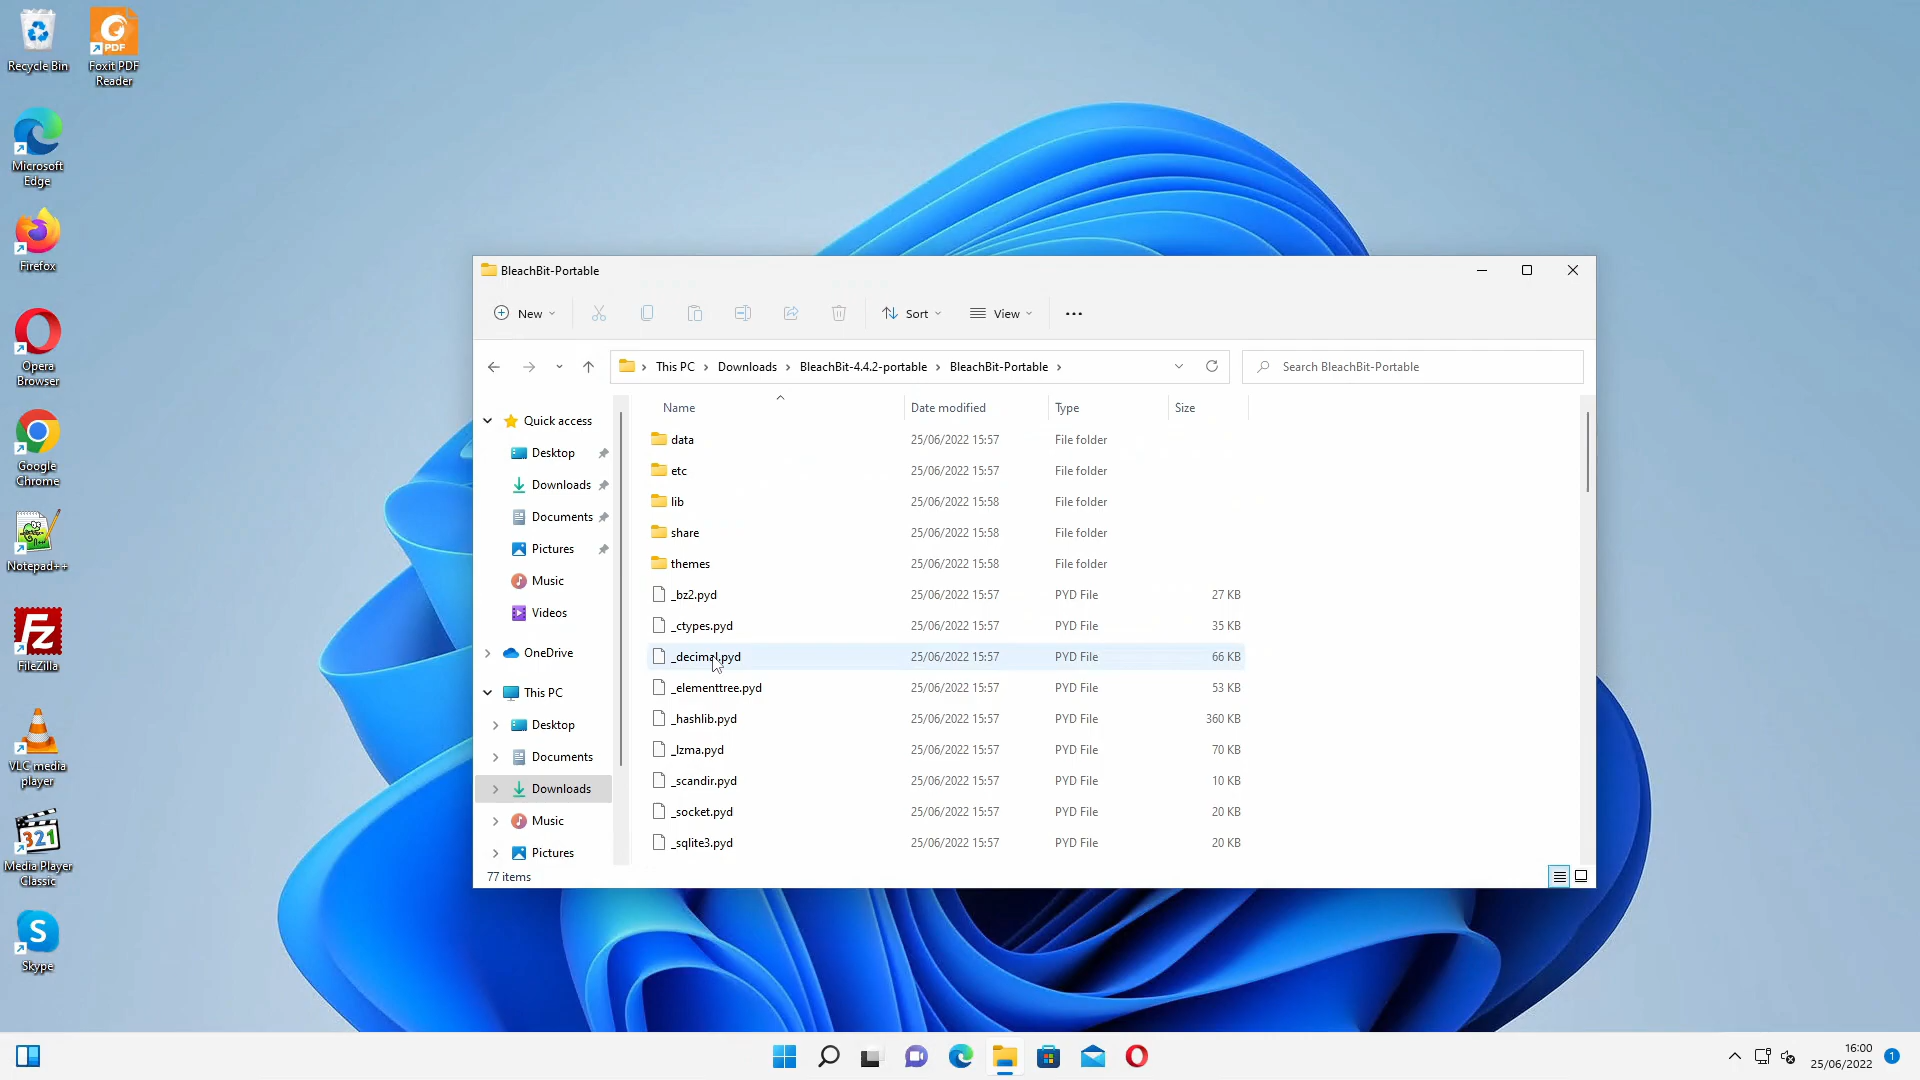 Recycle Bin
Foxit PDF
Reader
Microsoft
Edge
Firefox
Opera
Browser
Google
Chrome
Notepad++
FileZilla
VLC media
player
Media Player
Classic
Skype
BleachBit-Portable
New
Sort
View
This PC
Downloads
BleachBit-4.4.2-portable
BleachBit-Portable
Search BleachBit-Portable
Quick access
Desktop
Downloads
Documents
Pictures
Music
Videos
OneDrive
This PC
Desktop
Documents
Downloads
Music
Pictures
Name Date modified Type Size
data 25/06/2022 15:57 File folder
etc 25/06/2022 15:57 File folder
lib 25/06/2022 15:58 File folder
share 25/06/2022 15:58 File folder
themes 25/06/2022 15:58 File folder
_bz2.pyd 25/06/2022 15:57 PYD File 27 KB
_ctypes.pyd 25/06/2022 15:57 PYD File 35 KB
_decimal.pyd 25/06/2022 15:57 PYD File 66 KB
_elementtree.pyd 25/06/2022 15:57 PYD File 53 KB
_hashlib.pyd 25/06/2022 15:57 PYD File 360 KB
_lzma.pyd 25/06/2022 15:57 PYD File 70 KB
_scandir.pyd 25/06/2022 15:57 PYD File 10 KB
_socket.pyd 25/06/2022 15:57 PYD File 20 KB
_sqlite3.pyd 25/06/2022 15:57 PYD File 20 KB
77 items
16:00
25/06/2022
1